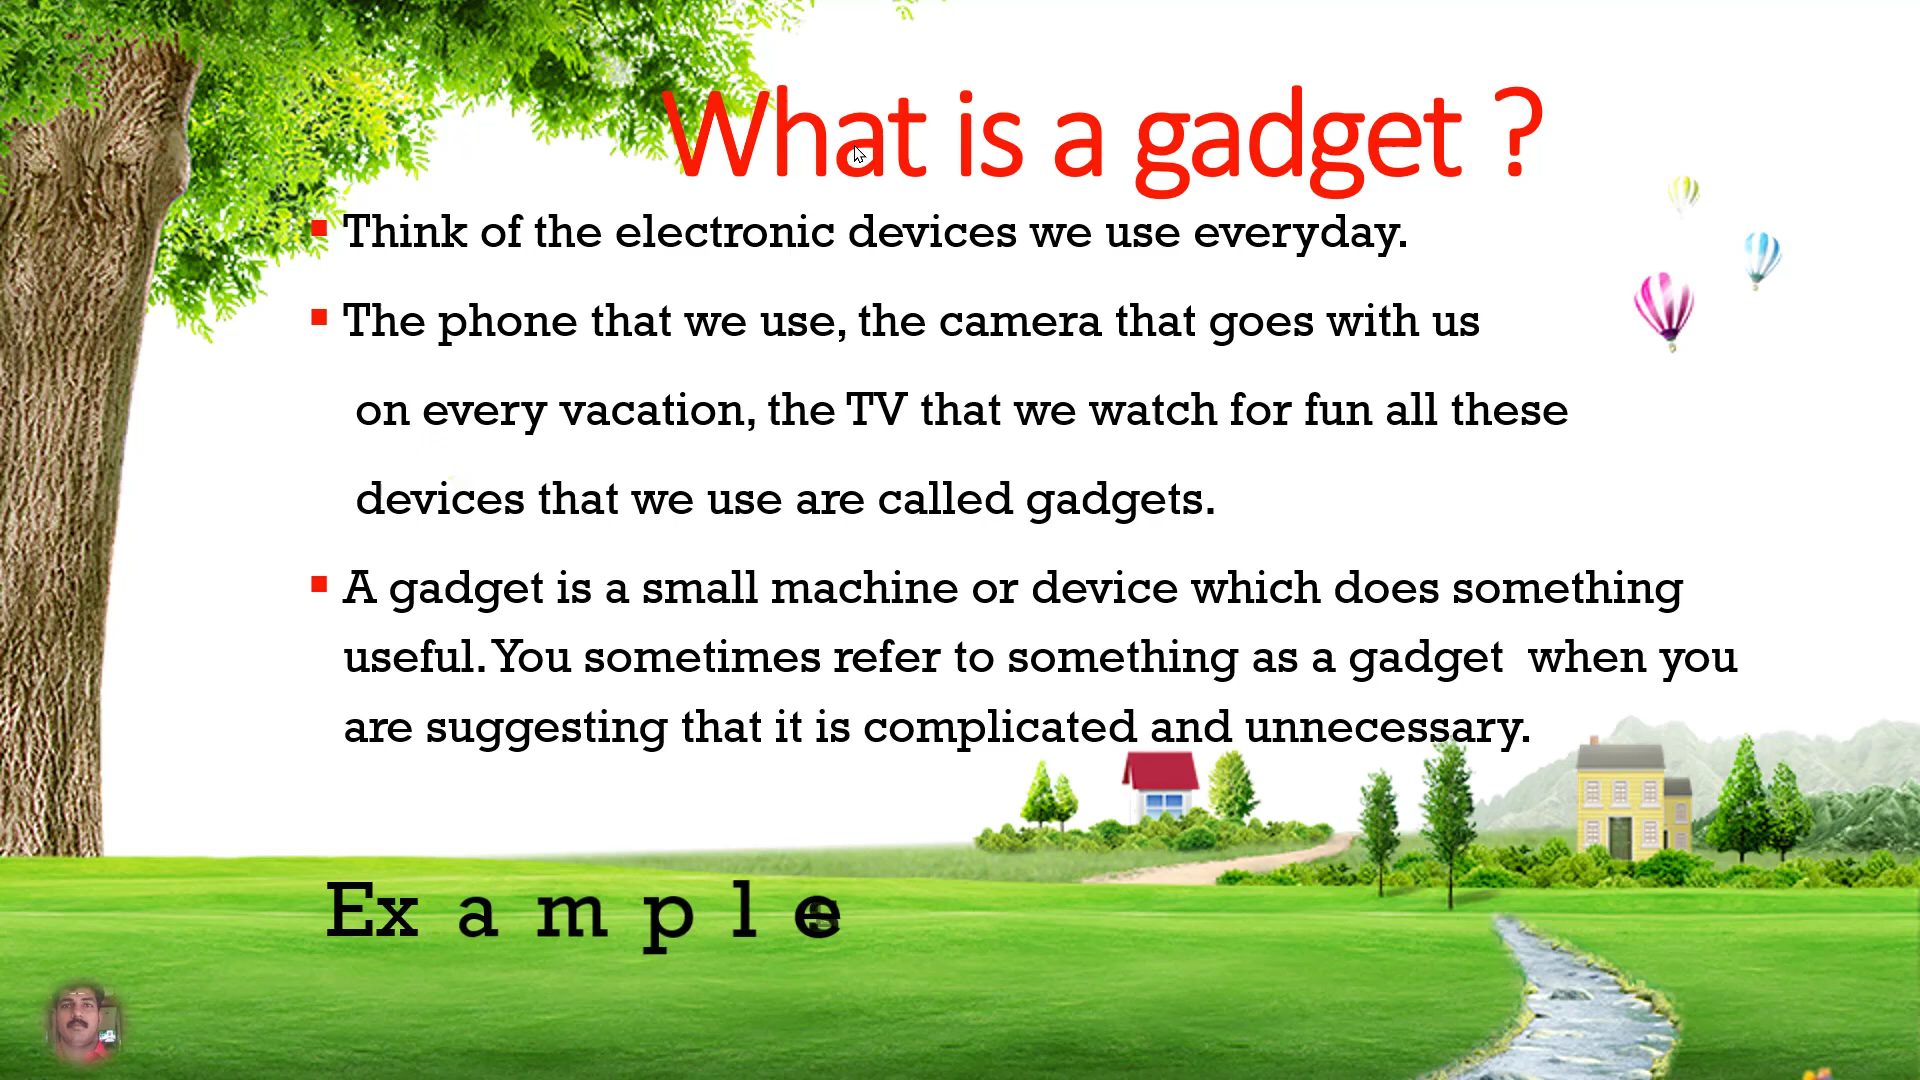 What is a gadget ?
Think of the electronic devices we use everyday.
The phone that we use, the camera that goes with us
on every vacation, the TV that we watch for fun all these
devices that we use are called gadgets.
A gadget is a small machine or device which does something
useful. You sometimes refer to something as a gadget when you
are suggesting that it is complicated and unnecessary.
Example